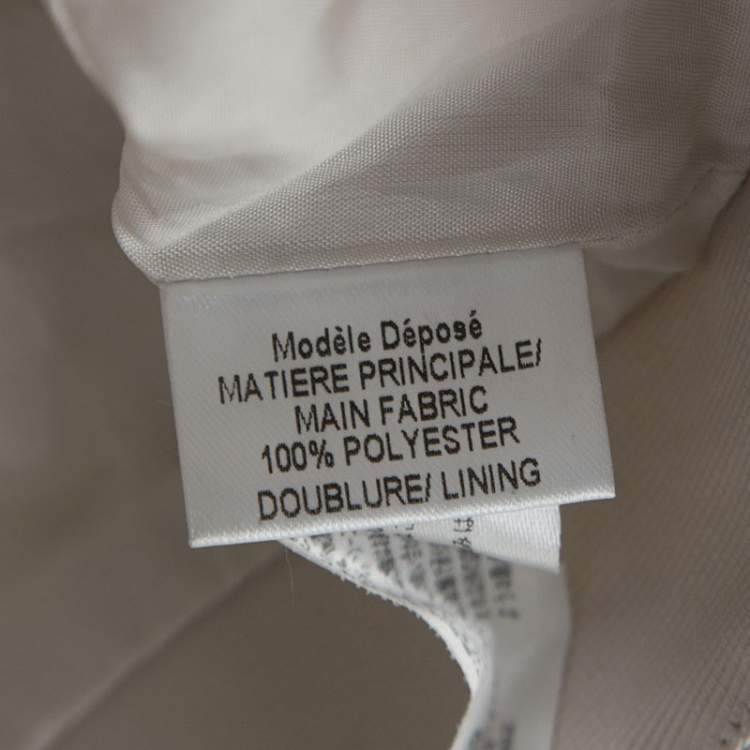 Modèle Déposé
MATIERE PRINCIPALE/
MAIN FABRIC
100% POLYESTER
DOUBLURE/ LINING